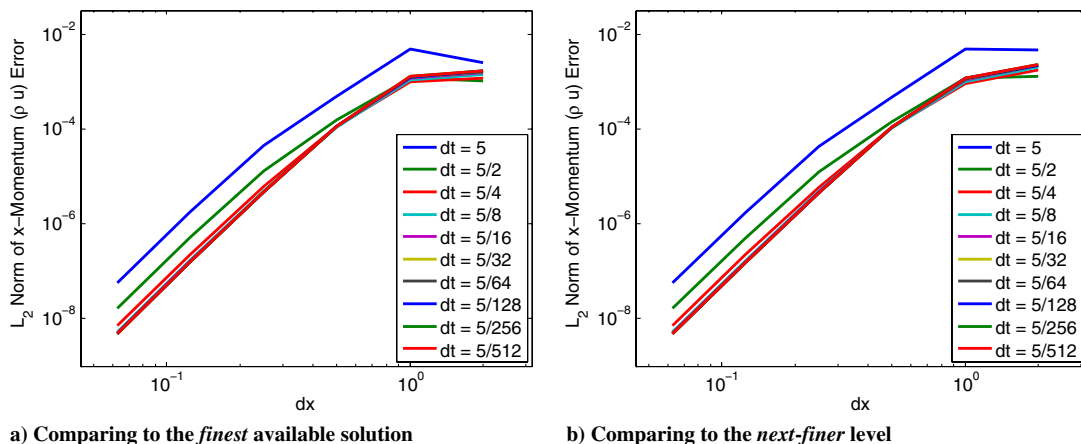 10⁻²
10⁻⁴
10⁻⁶
10⁻⁸
L₂ Norm of x−Momentum (ρ u) Error
dt = 5
dt = 5/2
dt = 5/4
dt = 5/8
dt = 5/16
dt = 5/32
dt = 5/64
dt = 5/128
dt = 5/256
dt = 5/512
10⁻¹
10⁰
dx
a) Comparing to the finest available solution
10⁻²
10⁻⁴
10⁻⁶
10⁻⁸
L₂ Norm of x−Momentum (ρ u) Error
dt = 5
dt = 5/2
dt = 5/4
dt = 5/8
dt = 5/16
dt = 5/32
dt = 5/64
dt = 5/128
dt = 5/256
dt = 5/512
10⁻¹
10⁰
dx
b) Comparing to the next-finer level